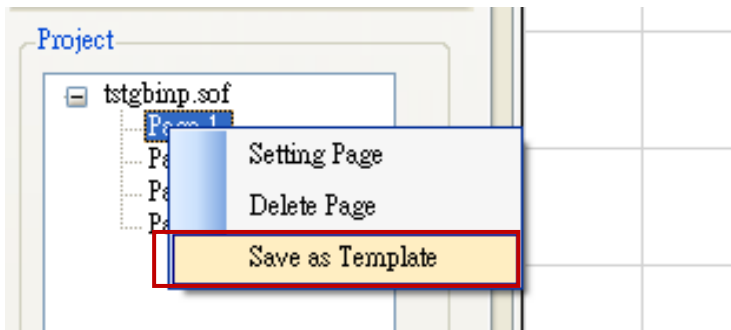 Project
tstgbinp.sof
Page 1
Setting Page
Delete Page
Save as Template